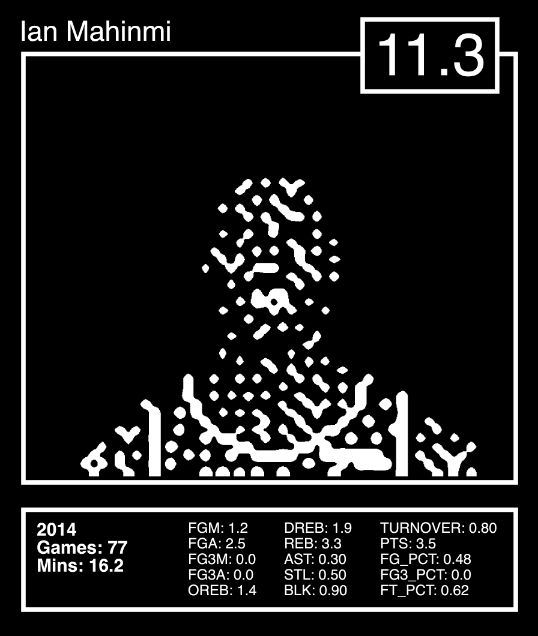 Ian Mahinmi
11.3
2014
Games: 77
Mins: 16.2
FGM: 1.2
FGA: 2.5
FG3M: 0.0
FG3A: 0.0
OREB: 1.4
DREB: 1.9
REB: 3.3
AST: 0.30
STL: 0.50
BLK: 0.90
TURNOVER: 0.80
PTS: 3.5
FG_PCT: 0.48
FG3_PCT: 0.0
FT_PCT: 0.62